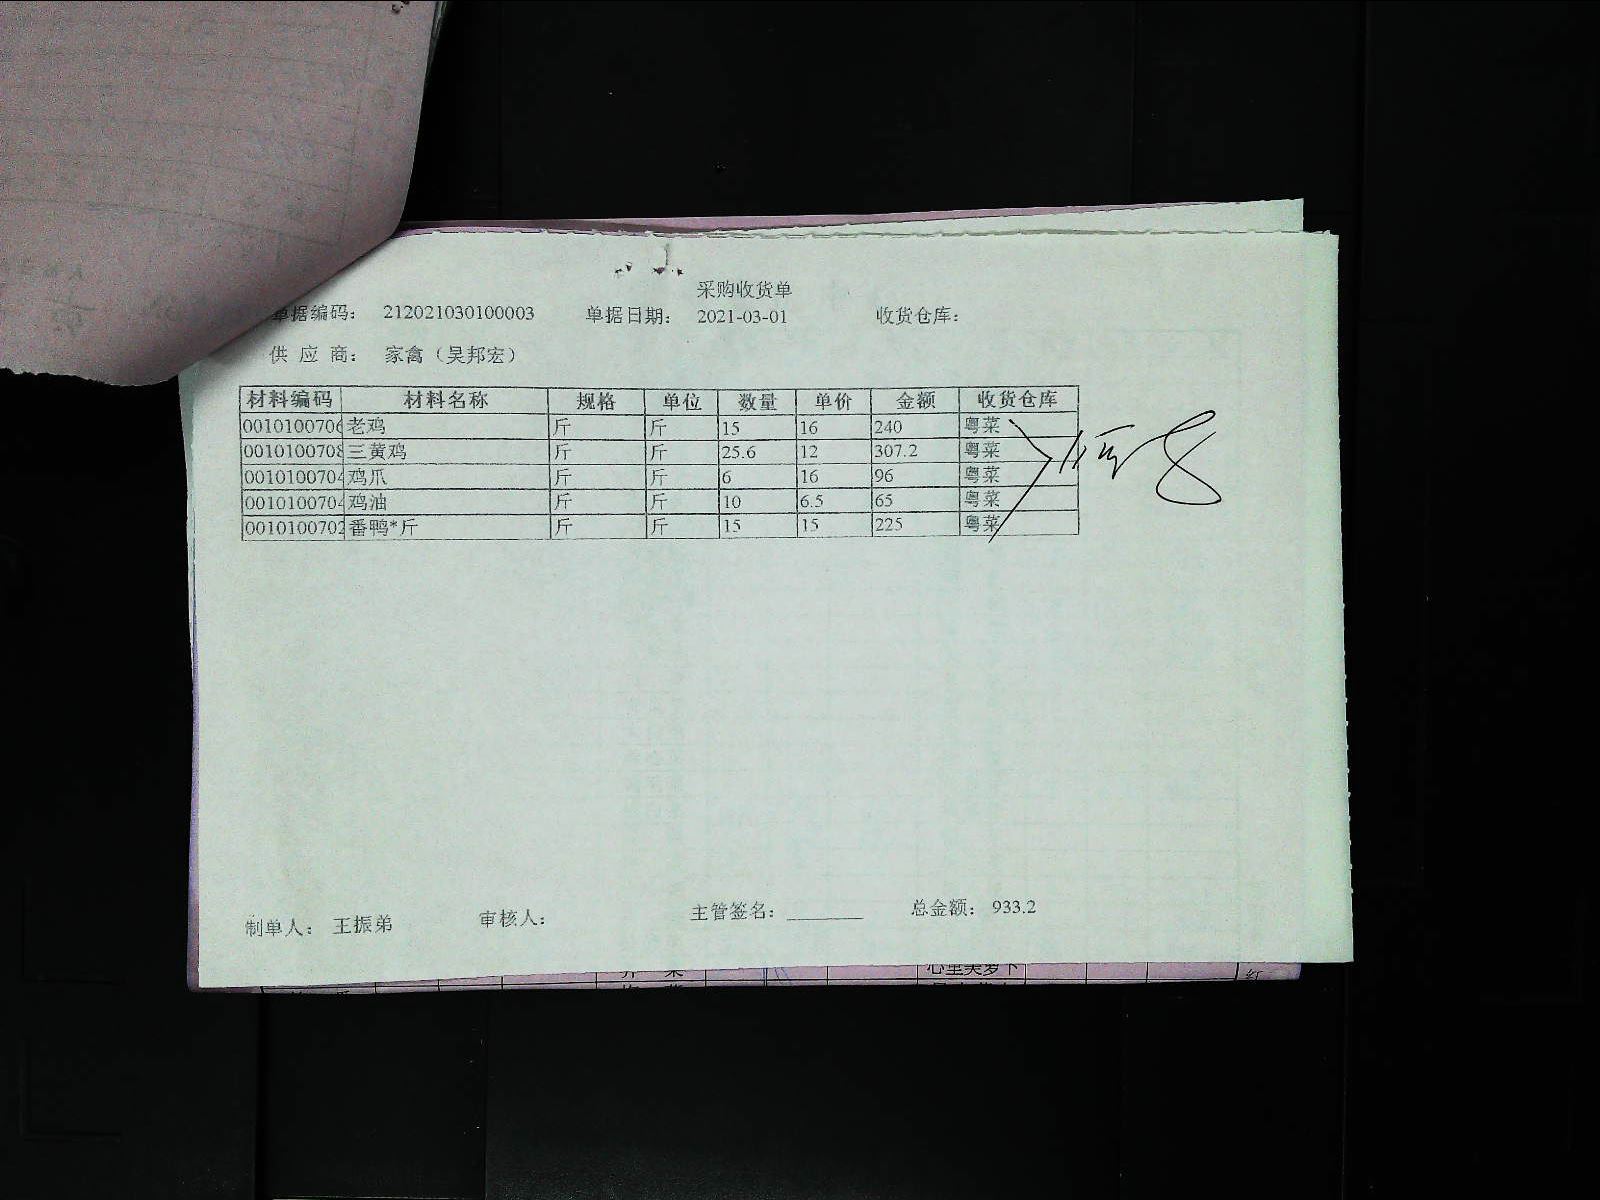 采购收货单
单据编码: 212021030100003 单据日期: 2021-03-01 收货仓库:
供 应 商: 家禽（吴邦宏）
材料编码 材料名称 规格 单位 数量 单价 金额 收货仓库
0010100706 老鸡 斤 斤 15 16 240 粤菜
0010100708 三黄鸡 斤 斤 25.6 12 307.2 粤菜
0010100704 鸡爪 斤 斤 6 16 96 粤菜
0010100704 鸡油 斤 斤 10 6.5 65 粤菜
0010100702 番鸭*斤 斤 斤 15 15 225 粤菜
制单人: 王振弟 审核人: 主管签名: 总金额: 933.2
心里美萝卜